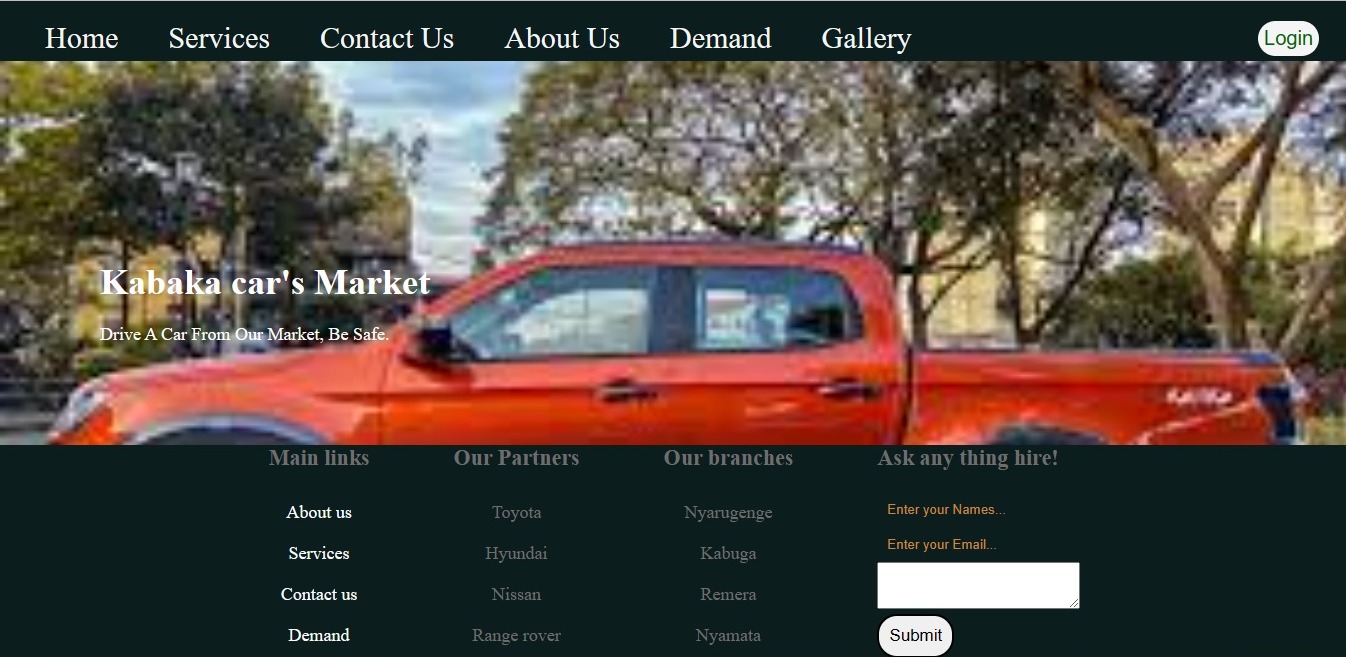 Home Services Contact Us About Us Demand Gallery Login
Kabaka car's Market
Drive A Car From Our Market, Be Safe.
Main links
About us
Services
Contact us
Demand
Our Partners
Toyota
Hyundai
Nissan
Range rover
Our branches
Nyarugenge
Kabuga
Remera
Nyamata
Ask any thing hire!
Enter your Names...
Enter your Email...
Submit